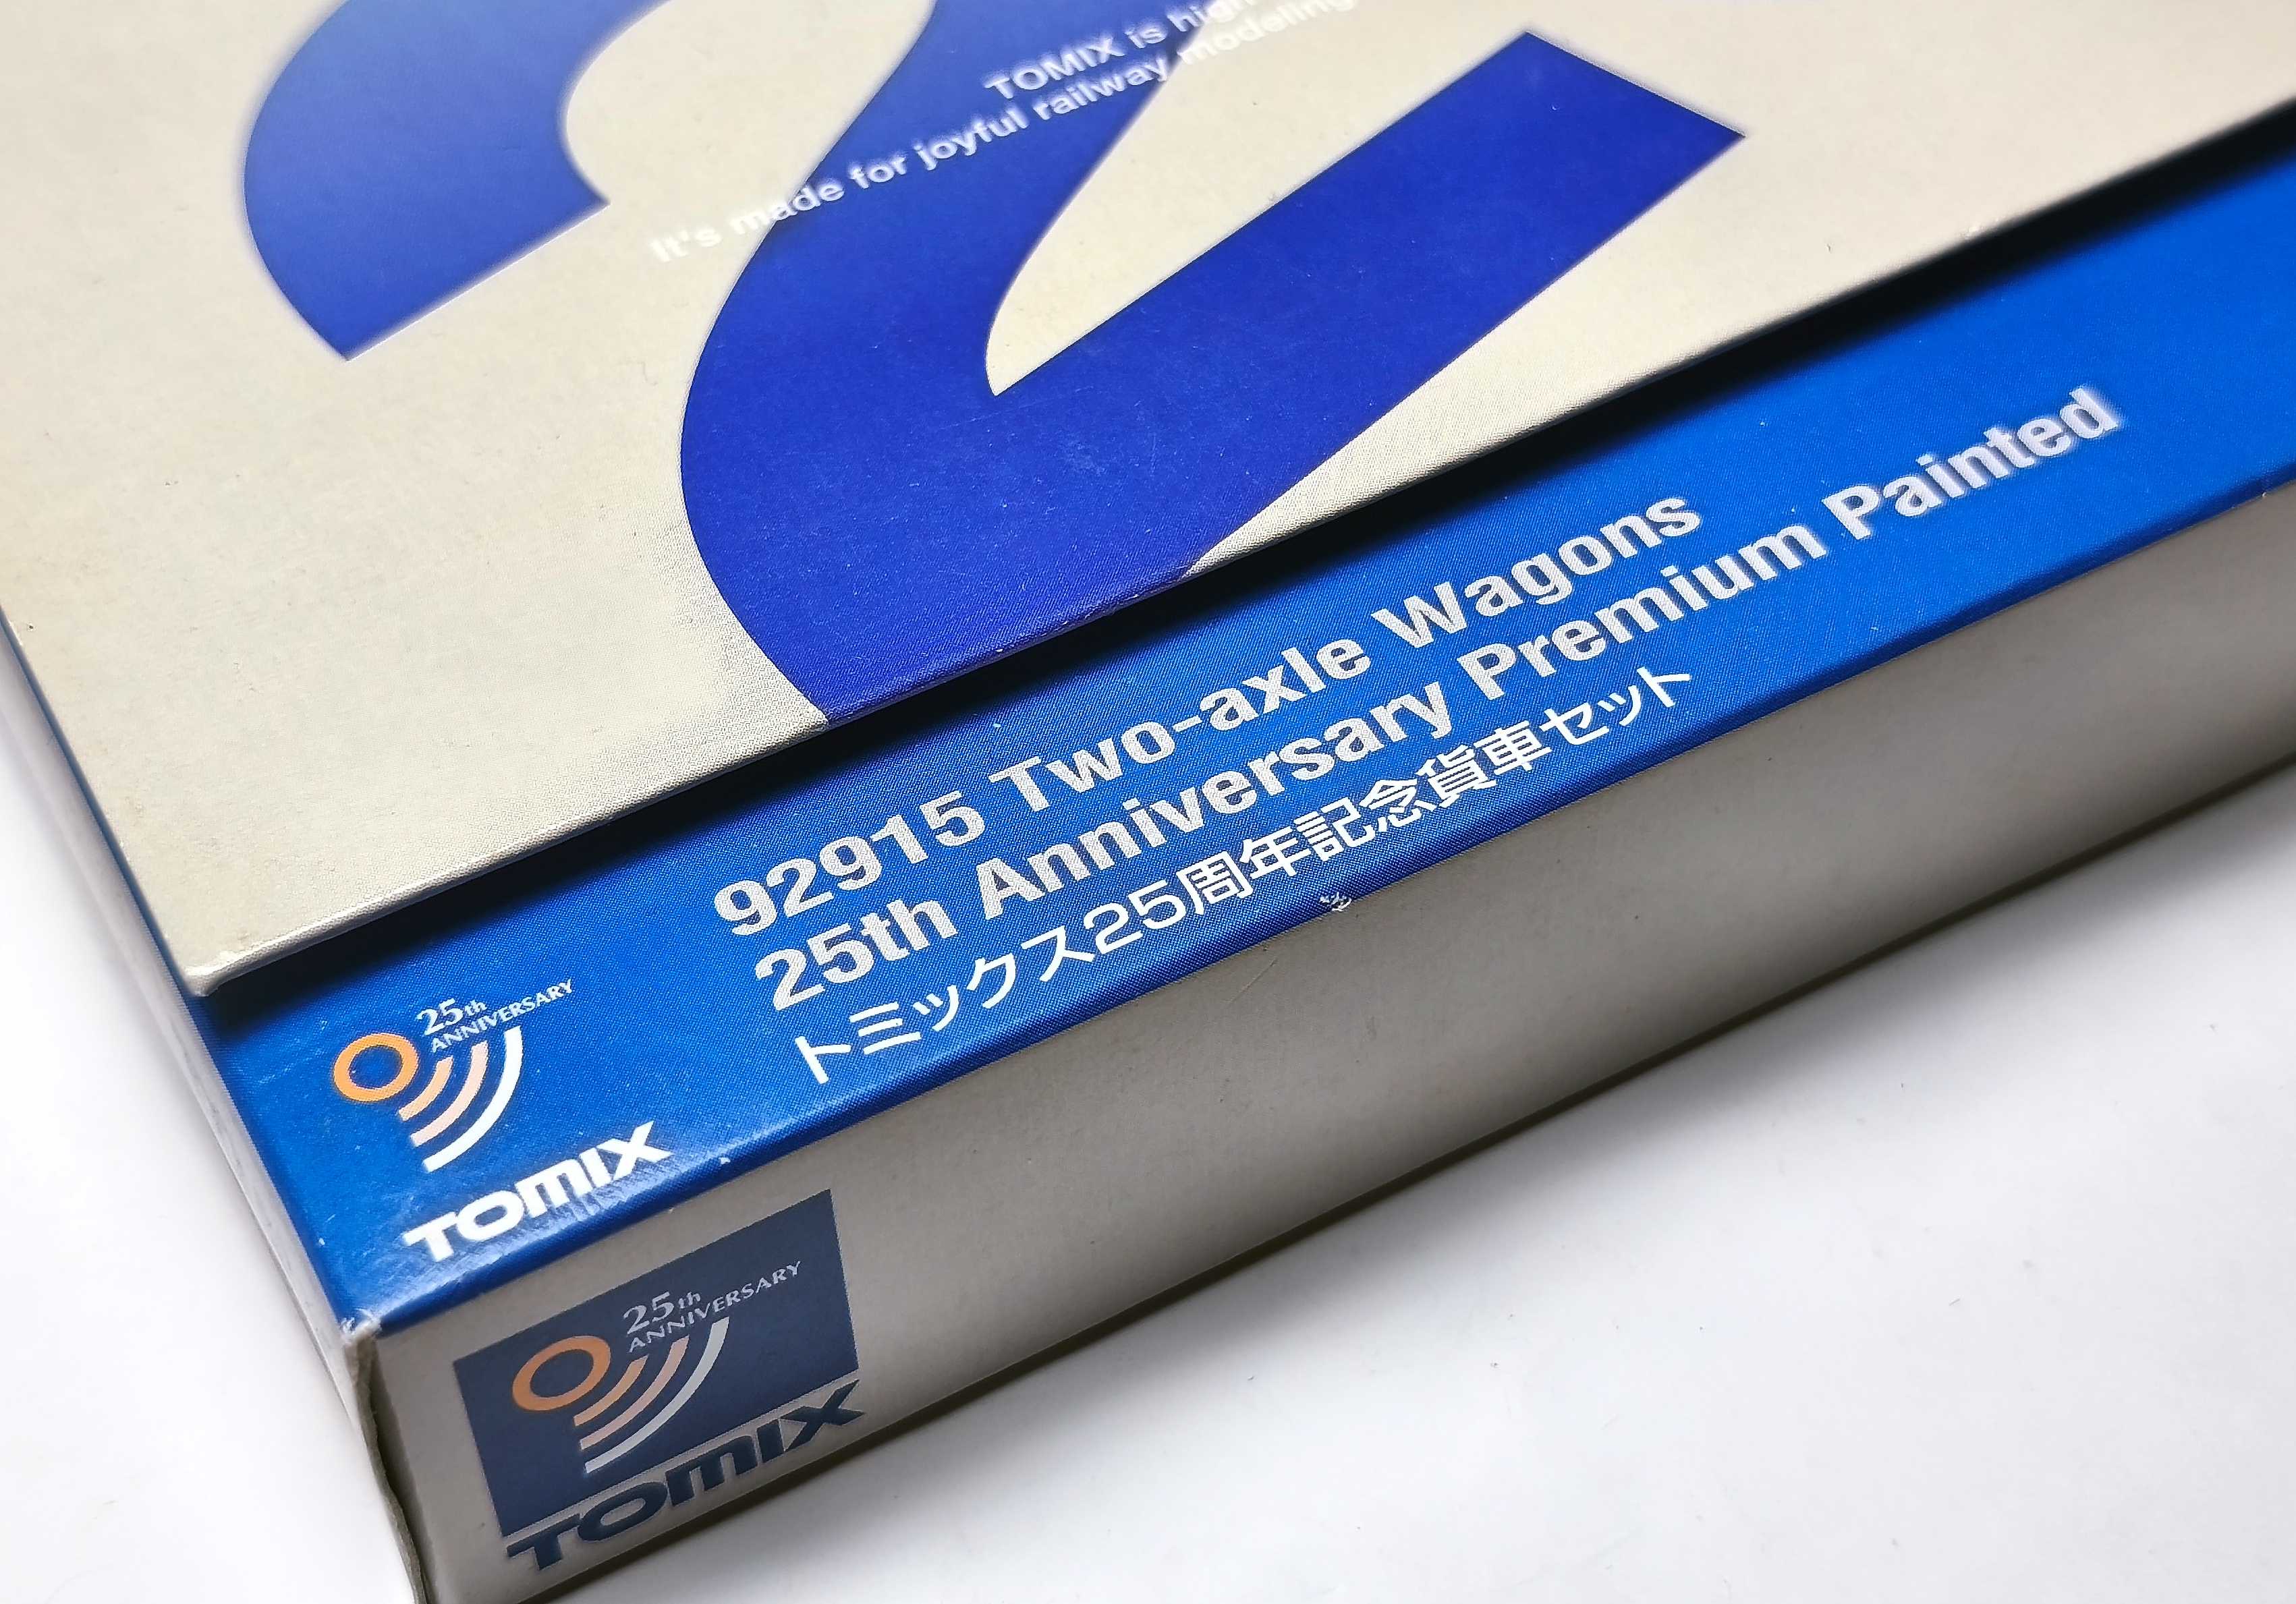 TOMIX is high
It's made for joyful railway modeling
92915 Two-axle Wagons
25th Anniversary Premium Painted
トミックス25周年記念貨車セット
25th
ANNIVERSARY
TOMIX
25th
ANNIVERSARY
TOMIX